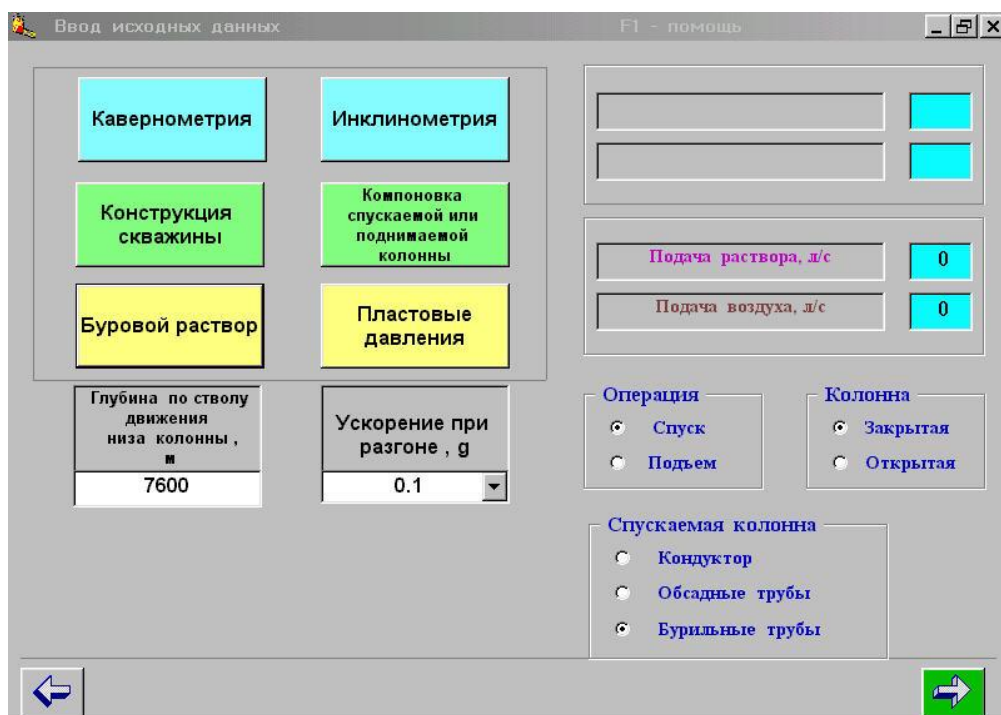 Ввод исходных данных
F1 - помощь
Кавернометрия
Инклинометрия
Конструкция
скважины
Компоновка
спускаемой или
поднимаемой
колонны
Буровой раствор
Пластовые
давления
Глубина по стволу
движения
низа колонны ,
м
7600
Ускорение при
разгоне , g
0.1
Подача раствора, л/с
0
Подача воздуха, л/с
0
Операция
Спуск
Подъем
Колонна
Закрытая
Открытая
Спускаемая колонна
Кондуктор
Обсадные трубы
Бурильные трубы